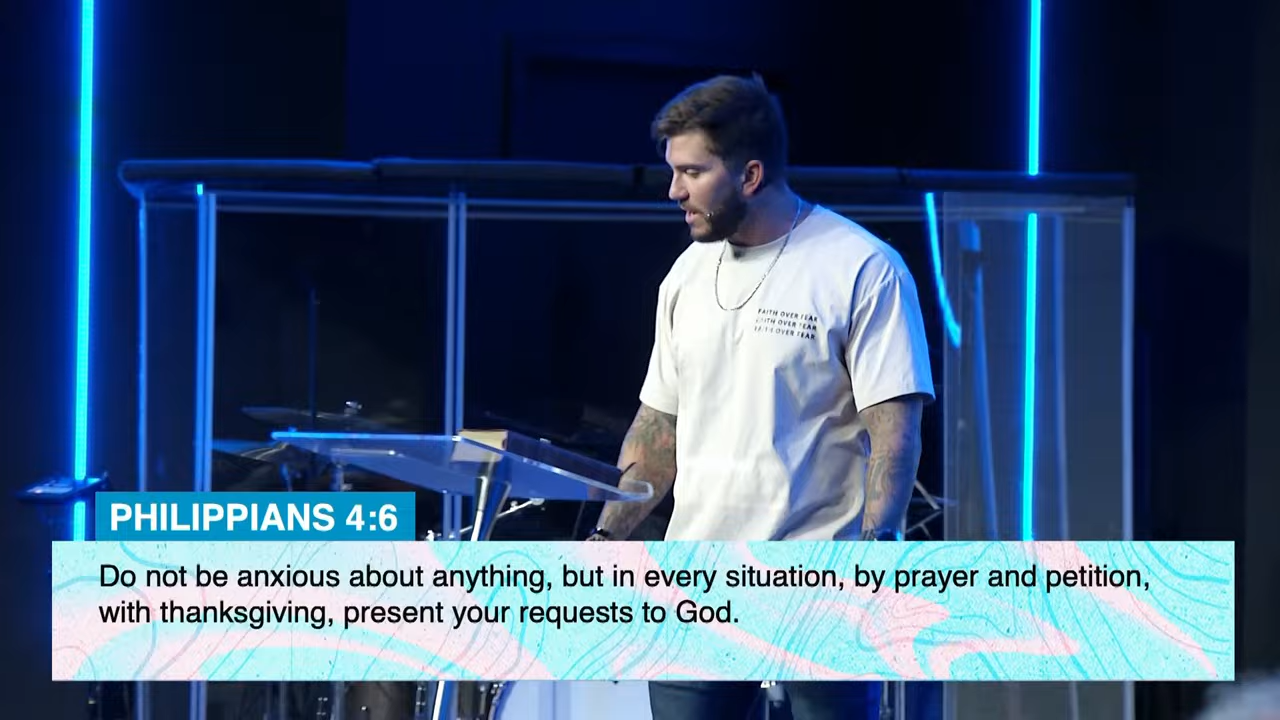 FAITH OVER FEAR
FAITH OVER FEAR
FAITH OVER FEAR
PHILIPPIANS 4:6
Do not be anxious about anything, but in every situation, by prayer and petition,
with thanksgiving, present your requests to God.